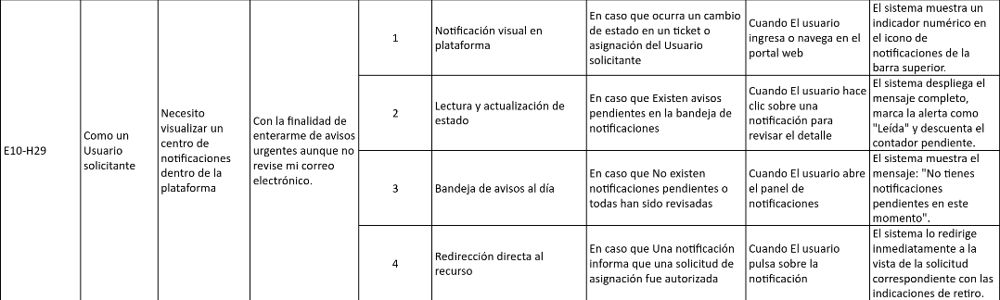 E10-H29
Como un
Usuario
solicitante
Necesito
visualizar un
centro de
notificaciones
dentro de la
plataforma
Con la finalidad de
enterarme de avisos
urgentes aunque no
revise mi correo
electrónico.
1
Notificación visual en
plataforma
En caso que ocurra un cambio
de estado en un ticket o
asignación del Usuario
solicitante
Cuando El usuario
ingresa o navega en el
portal web
El sistema muestra un
indicador numérico en
el icono de
notificaciones de la
barra superior.
2
Lectura y actualización de
estado
En caso que Existen avisos
pendientes en la bandeja de
notificaciones
Cuando El usuario hace
clic sobre una
notificación para
revisar el detalle
El sistema despliega el
mensaje completo,
marca la alerta como
"Leída" y descuenta el
contador pendiente.
3
Bandeja de avisos al día
En caso que No existen
notificaciones pendientes o
todas han sido revisadas
Cuando El usuario abre
el panel de
notificaciones
El sistema muestra el
mensaje: "No tienes
notificaciones
pendientes en este
momento".
4
Redirección directa al
recurso
En caso que Una notificación
informa que una solicitud de
asignación fue autorizada
Cuando El usuario
pulsa sobre la
notificación
El sistema lo redirige
inmediatamente a la
vista de la solicitud
correspondiente con las
indicaciones de retiro.